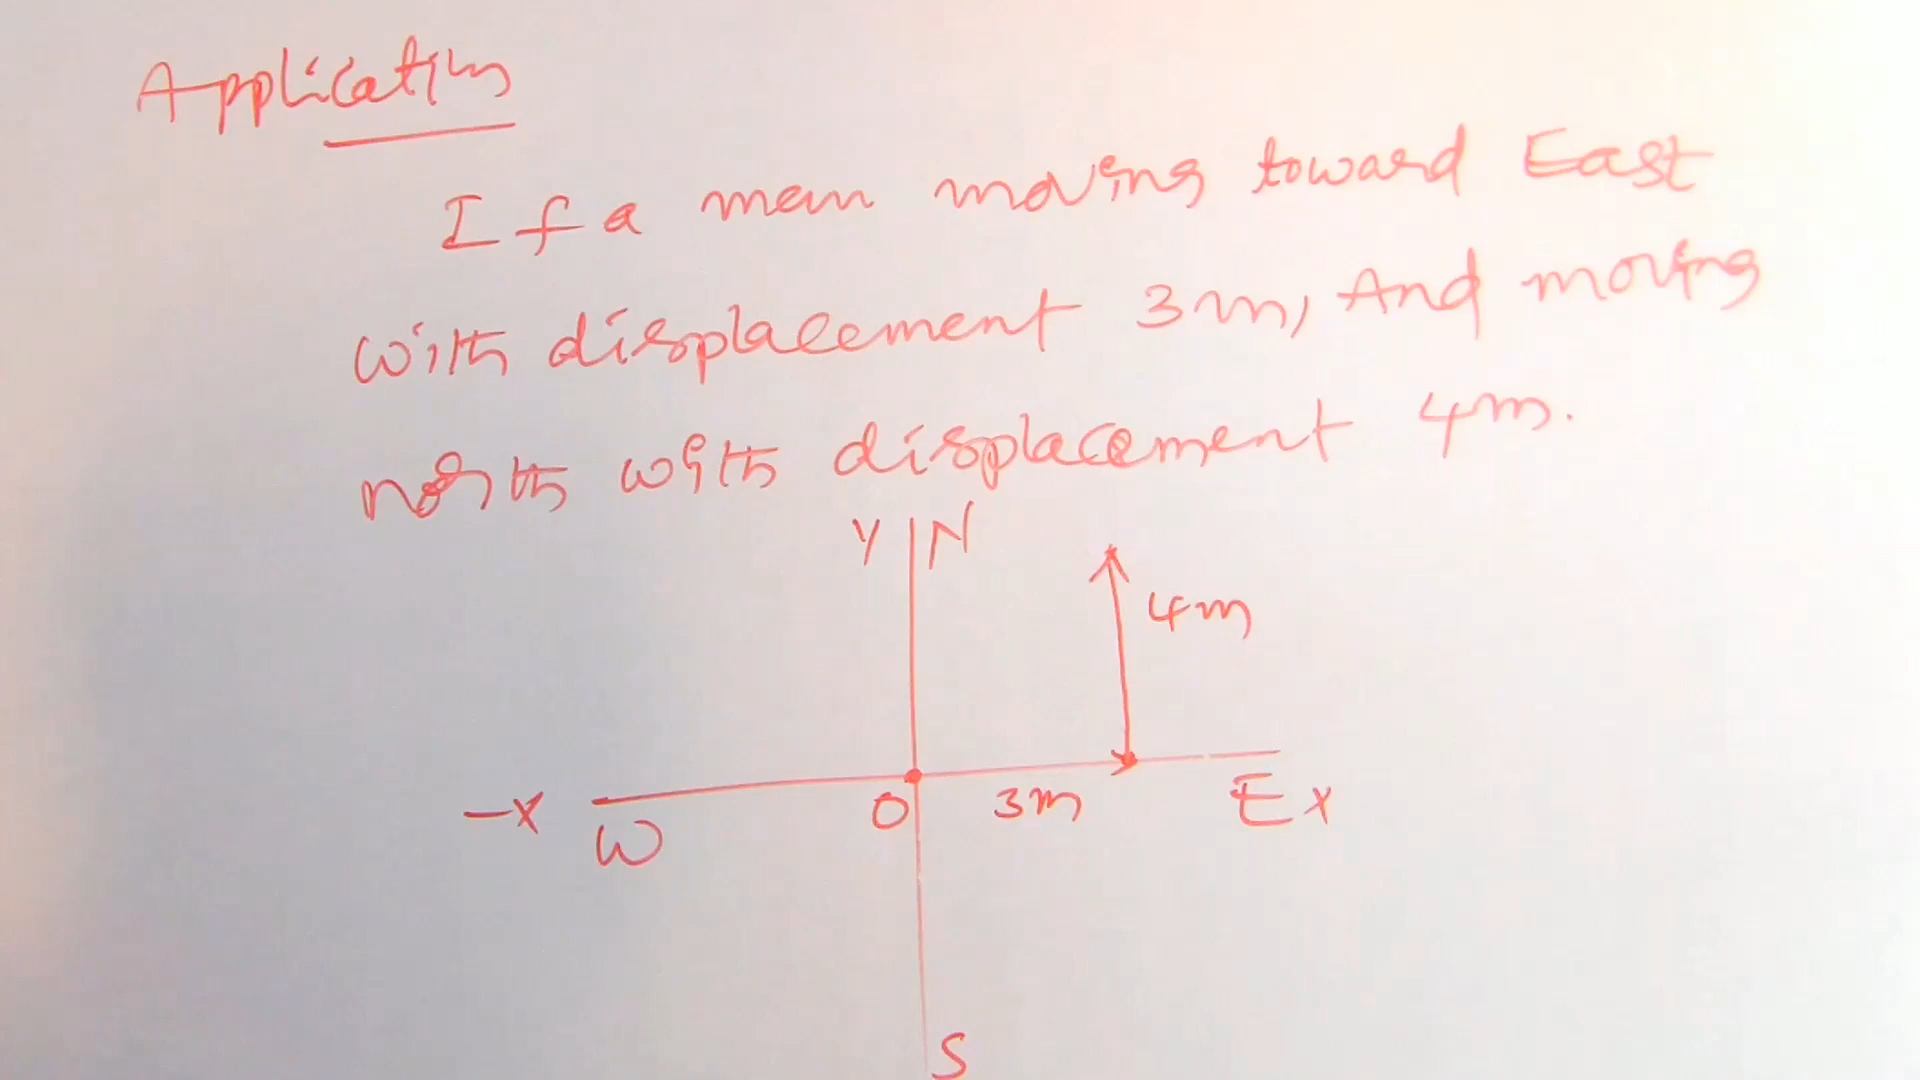 Application
If a man moving toward East
with displacement 3m, And moving
north with displacement 4m.
Y N
4m
-X W O 3m E X
S